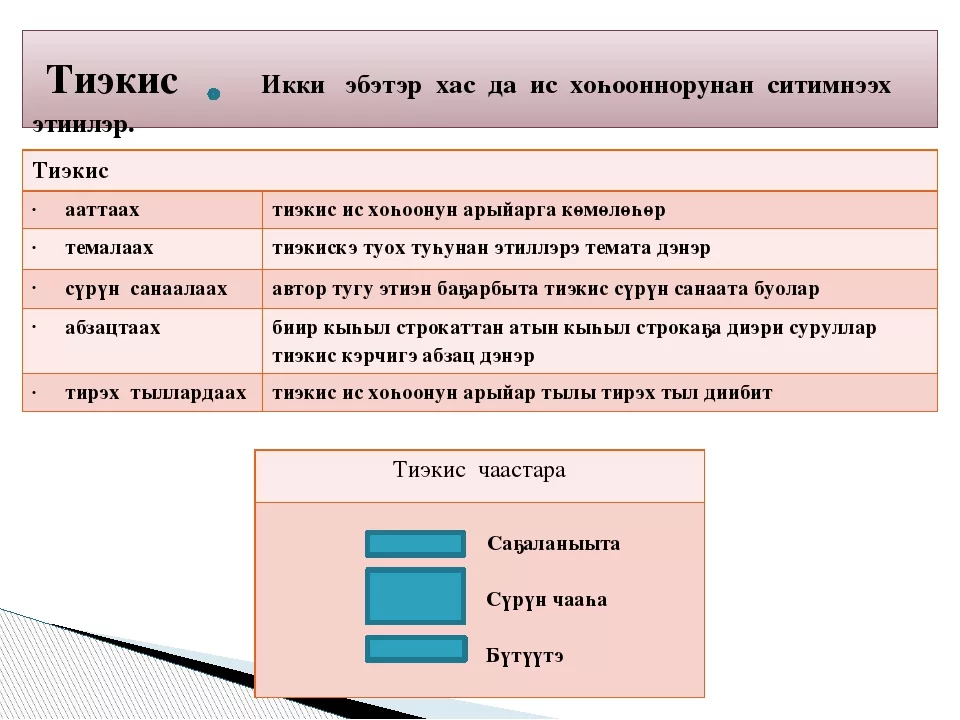 Тиэкис . Икки эбэтэр хас да ис хоһооннорунан ситимнээх
этиилэр.
Тиэкис
· ааттаах тиэкис ис хоһоонун арыйарга көмөлөһөр
· темалаах тиэкискэ туох туһунан этиллэрэ темата дэнэр
· сүрүн санаалаах автор тугу этиэн баҕарбыта тиэкис сүрүн санаата буолар
· абзацтаах биир кыһыл строкаттан атын кыһыл строкаҕа диэри суруллар
тиэкис кэрчигэ абзац дэнэр
· тирэх тыллардаах тиэкис ис хоһоонун арыйар тылы тирэх тыл диибит
Тиэкис чаастара
Саҕаланыыта
Сүрүн чааһа
Бүтүүтэ